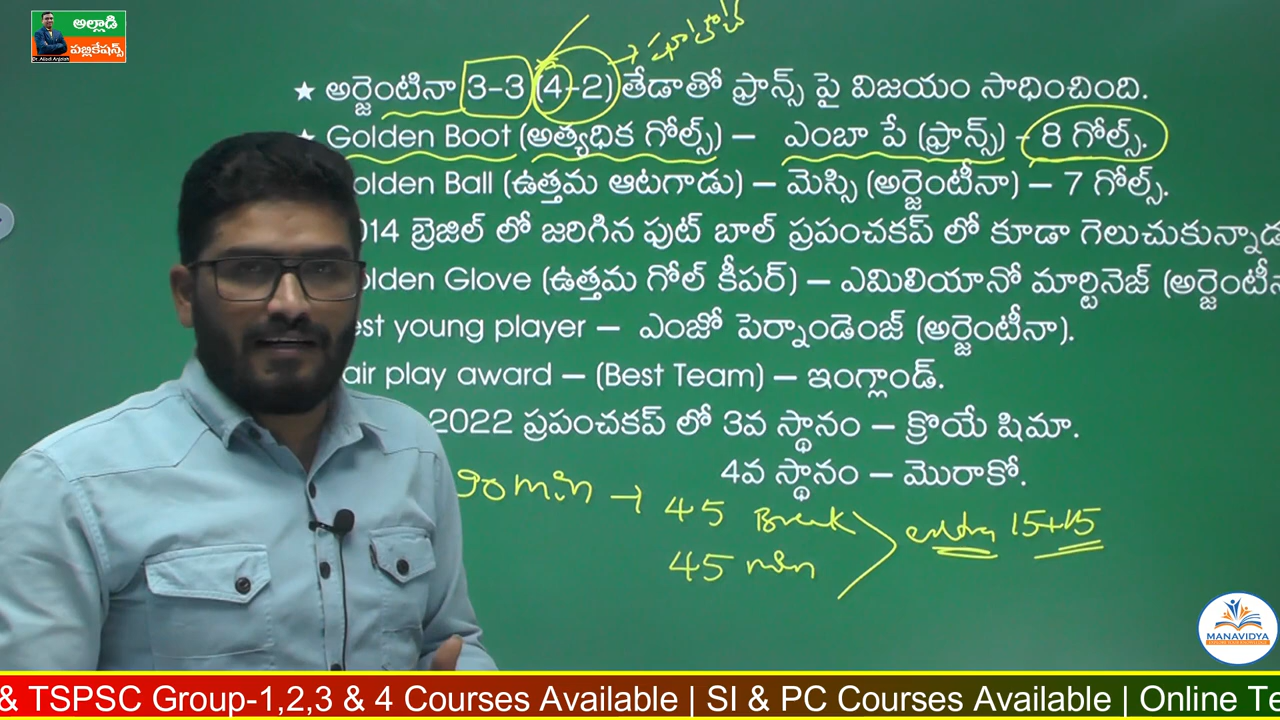 అల్లాడి
పబ్లికేషన్స్
Dr. Alladi Anjaiah
★ అర్జెంటినా 3-3 (4-2) తేడాతో ఫ్రాన్స్ పై విజయం సాధించింది.
Golden Boot (అత్యధిక గోల్స్) – ఎంబా పే (ఫ్రాన్స్) - 8 గోల్స్.
olden Ball (ఉత్తమ ఆటగాడు) – మెస్సి (అర్జెంటీనా) – 7 గోల్స్.
014 బ్రెజిల్ లో జరిగిన ఫుట్ బాల్ ప్రపంచకప్ లో కూడా గెలుచుకున్నాడ
olden Glove (ఉత్తమ గోల్ కీపర్) – ఎమిలియానో మార్టినెజ్ (అర్జెంటీన
est young player – ఎంజో పెర్నాండెంజ్ (అర్జెంటీనా).
air play award – (Best Team) – ఇంగ్లాండ్.
2022 ప్రపంచకప్ లో 3వ స్థానం – క్రొయే షిమా.
4వ స్థానం – మొరాకో.
90 min → 45 Break extra 15+15
45 min
MANAVIDYA
& TSPSC Group-1,2,3 & 4 Courses Available | SI & PC Courses Available | Online Te